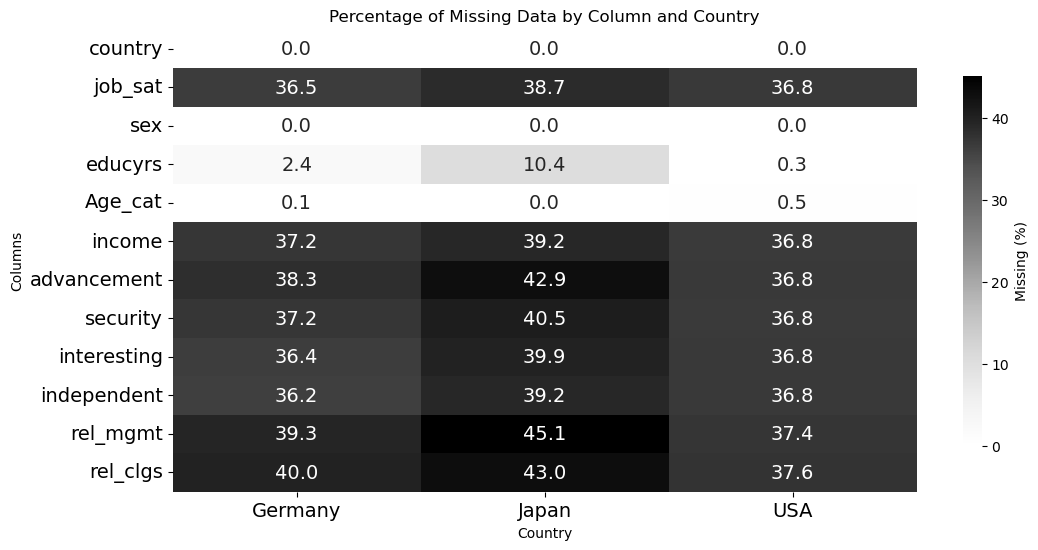 Percentage of Missing Data by Column and Country
country 0.0 0.0 0.0
job_sat 36.5 38.7 36.8
sex 0.0 0.0 0.0
educyrs 2.4 10.4 0.3
Age_cat 0.1 0.0 0.5
income 37.2 39.2 36.8
advancement 38.3 42.9 36.8
security 37.2 40.5 36.8
interesting 36.4 39.9 36.8
independent 36.2 39.2 36.8
rel_mgmt 39.3 45.1 37.4
rel_clgs 40.0 43.0 37.6
Germany Japan USA
Country
Columns
40
30
20
10
0
Missing (%)